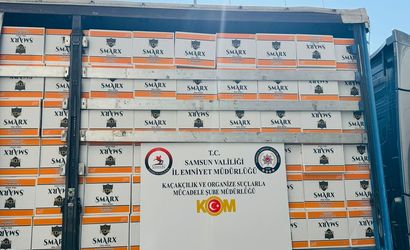 SMARX
T.C.
SAMSUN VALİLİĞİ
İL EMNİYET MÜDÜRLÜĞÜ
KAÇAKÇILIK VE ORGANİZE SUÇLARLA
MÜCADELE ŞUBE MÜDÜRLÜĞÜ
KOM